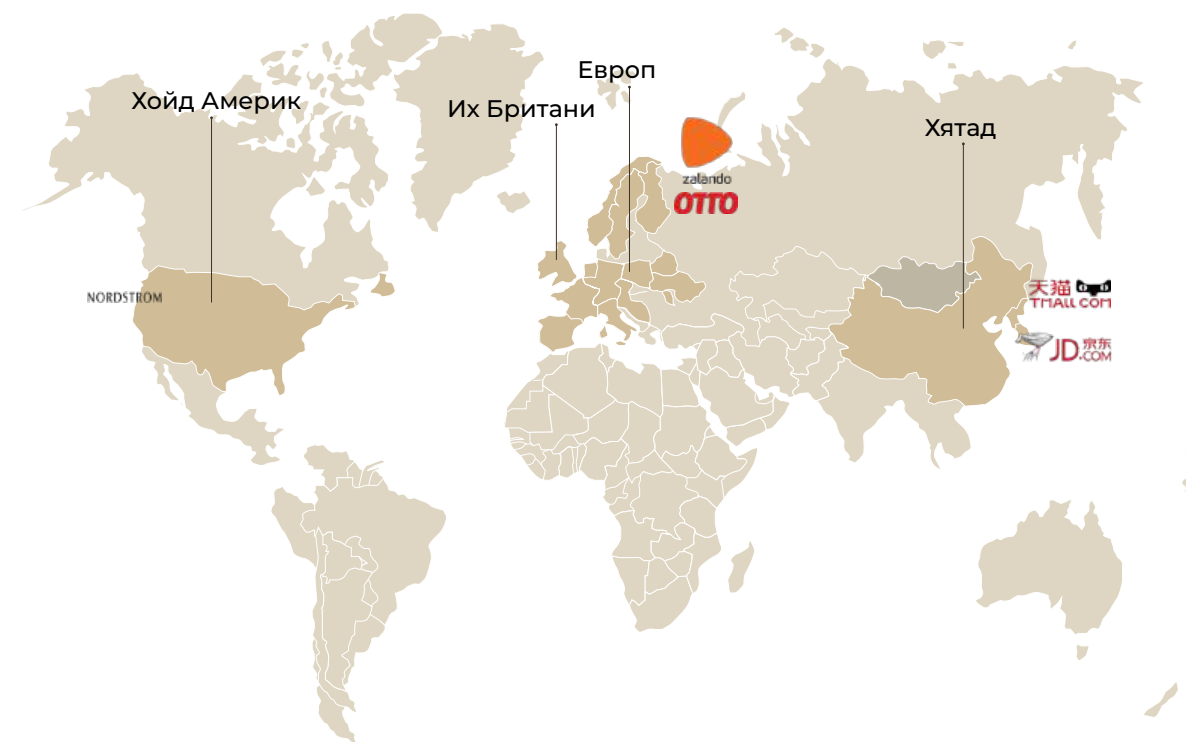 Европ
Хойд Америк
Их Британи
Хятад
zalando
OTTO
NORDSTROM
天猫
TMALL.COM
JD 京东
.COM